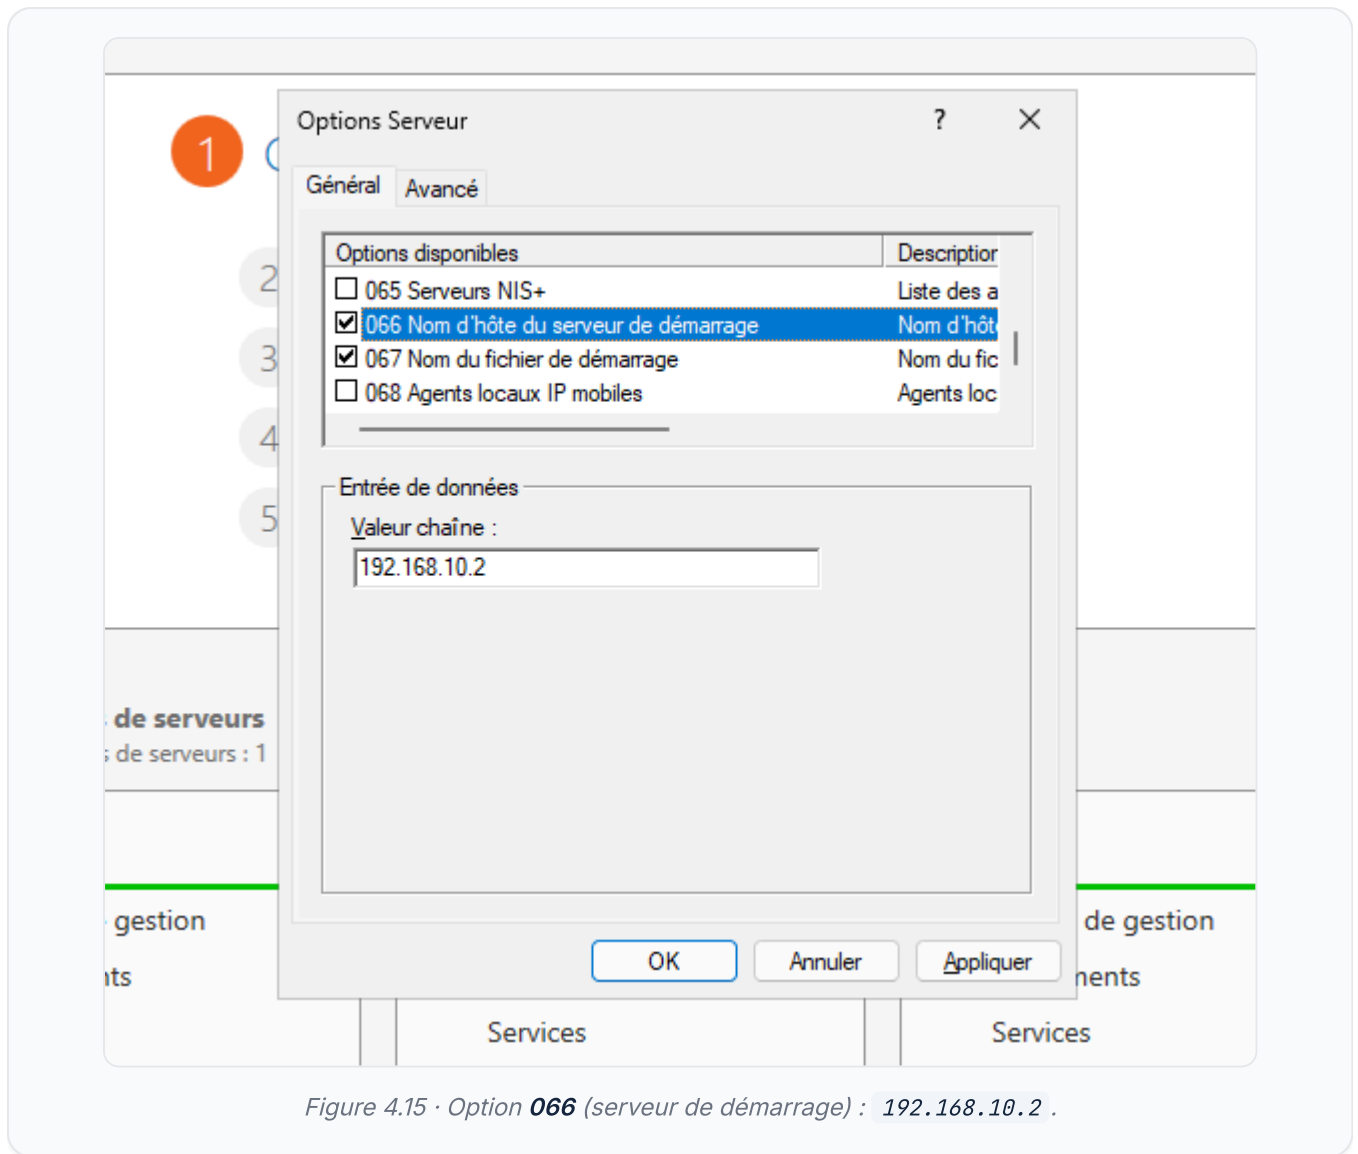 Options Serveur ?
1
Général Avancé
Options disponibles Description
065 Serveurs NIS+ Liste des a
2
066 Nom d'hôte du serveur de démarrage Nom d'hôt
3
067 Nom du fichier de démarrage Nom du fic
068 Agents locaux IP mobiles Agents loc
4
Entrée de données
5
Valeur chaîne :
192.168.10.2
de serveurs
s de serveurs : 1
gestion
de gestion
OK Annuler Appliquer
nts
ments
Services
Services
Figure 4.15 · Option 066 (serveur de démarrage) : 192.168.10.2 .